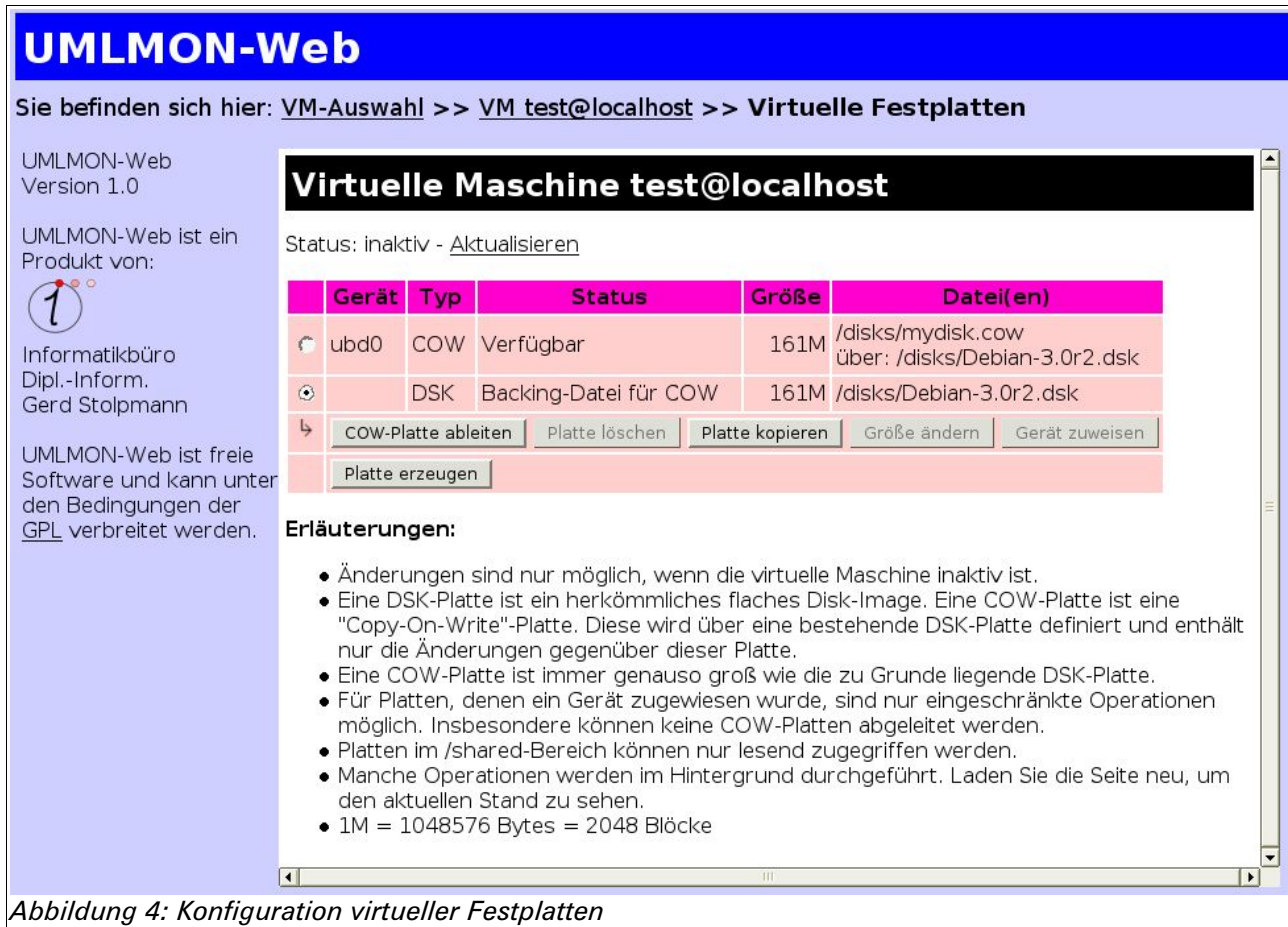 UMLMON-Web
Sie befinden sich hier: VM-Auswahl >> VM test@localhost >> Virtuelle Festplatten
UMLMON-Web
Version 1.0
UMLMON-Web ist ein
Produkt von:
i
Informatikbüro
Dipl.-Inform.
Gerd Stolpmann
UMLMON-Web ist freie
Software und kann unter
den Bedingungen der
GPL verbreitet werden.
Virtuelle Maschine test@localhost
Status: inaktiv - Aktualisieren
Gerät Typ Status Größe Datei(en)
ubd0 COW Verfügbar 161M /disks/mydisk.cow
über: /disks/Debian-3.0r2.dsk
DSK Backing-Datei für COW 161M /disks/Debian-3.0r2.dsk
COW-Platte ableiten Platte löschen Platte kopieren Größe ändern Gerät zuweisen
Platte erzeugen
Erläuterungen:
• Änderungen sind nur möglich, wenn die virtuelle Maschine inaktiv ist.
• Eine DSK-Platte ist ein herkömmliches flaches Disk-Image. Eine COW-Platte ist eine
"Copy-On-Write"-Platte. Diese wird über eine bestehende DSK-Platte definiert und enthält
nur die Änderungen gegenüber dieser Platte.
• Eine COW-Platte ist immer genauso groß wie die zu Grunde liegende DSK-Platte.
• Für Platten, denen ein Gerät zugewiesen wurde, sind nur eingeschränkte Operationen
möglich. Insbesondere können keine COW-Platten abgeleitet werden.
• Platten im /shared-Bereich können nur lesend zugegriffen werden.
• Manche Operationen werden im Hintergrund durchgeführt. Laden Sie die Seite neu, um
den aktuellen Stand zu sehen.
• 1M = 1048576 Bytes = 2048 Blöcke
Abbildung 4: Konfiguration virtueller Festplatten